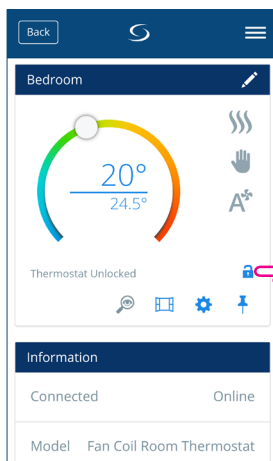 Back
Bedroom
20°
24.5°
A
Thermostat Unlocked
Information
Connected Online
Model Fan Coil Room Thermostat